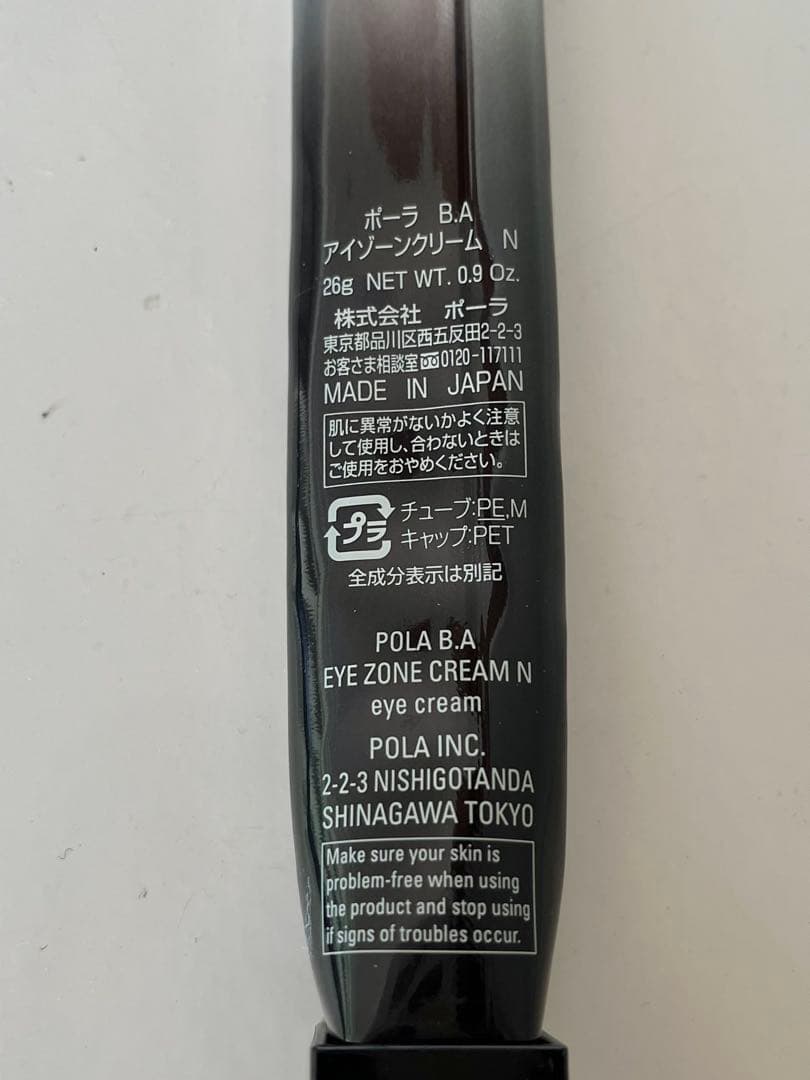 ポーラ B.A
アイゾーンクリーム N
26g NET WT. 0.9 Oz.
株式会社 ポーラ
東京都品川区西五反田2-2-3
お客さま相談室 0120-117111
MADE IN JAPAN
肌に異常がないかよく注意
して使用し、合わないときは
ご使用をおやめください。
プラ
チューブ:PE,M
キャップ:PET
全成分表示は別記
POLA B.A
EYE ZONE CREAM N
eye cream
POLA INC.
2-2-3 NISHIGOTANDA
SHINAGAWA TOKYO
Make sure your skin is
problem-free when using
the product and stop using
if signs of troubles occur.